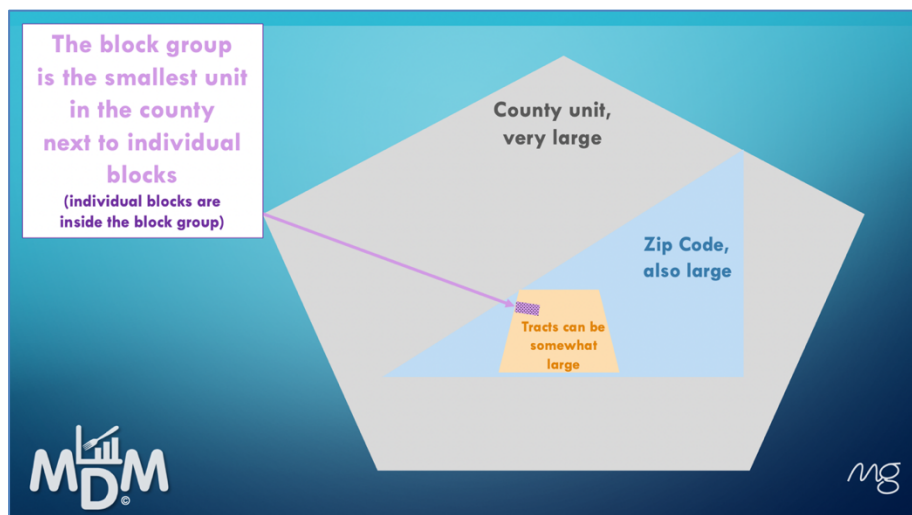 The block group
is the smallest unit
in the county
next to individual
blocks
(individual blocks are
inside the block group)
County unit,
very large
Zip Code,
also large
Tracts can be
somewhat
large
MDM
©
mg